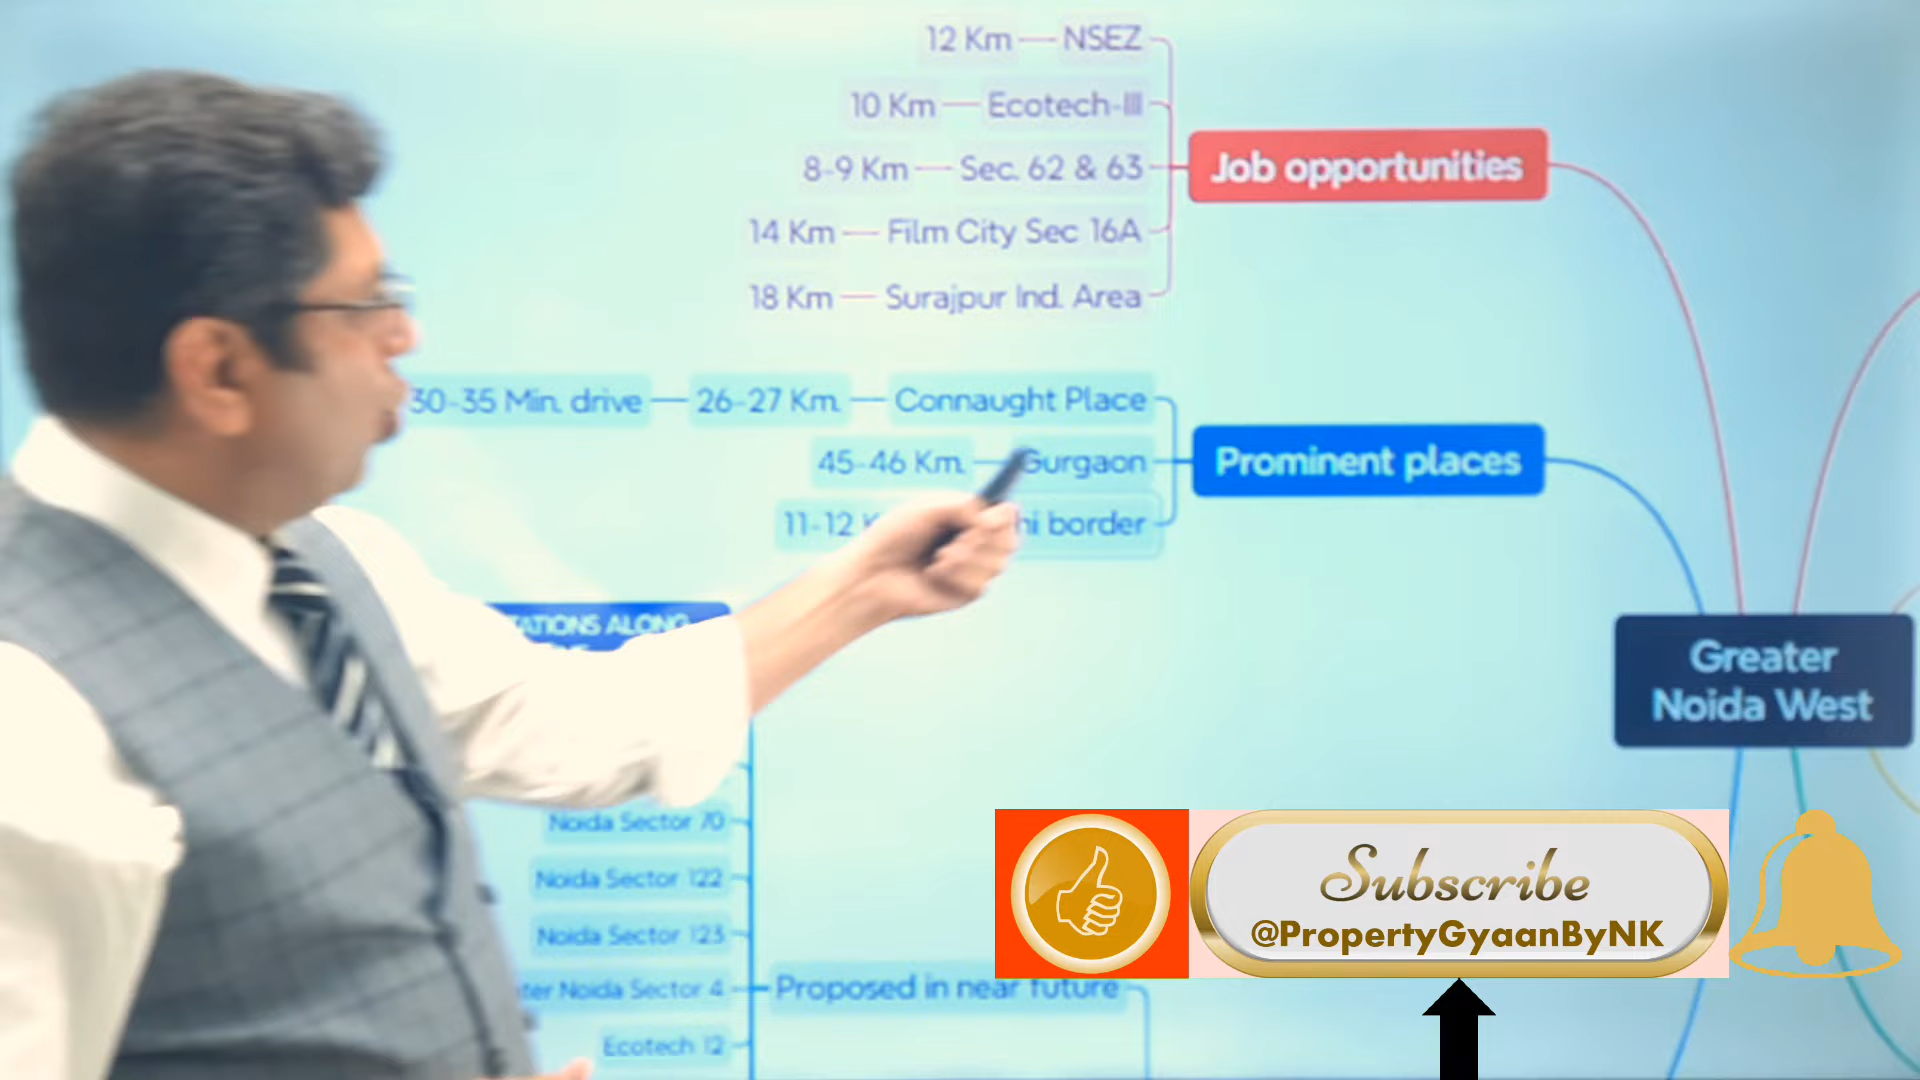 12 Km
NSEZ
10 Km
Ecotech-III
8-9 Km
Sec. 62 & 63
Job opportunities
14 Km
Film City Sec 16A
18 Km
Surajpur Ind. Area
30-35 Min. drive
26-27 Km.
Connaught Place
45-46 Km.
Gurgaon
Prominent places
11-12
border
ALONG
Greater
Noida West
Noida Sector 70
Noida Sector 122
Noida Sector 123
Noida Sector 4
Proposed in near future
Ecotech 12
Subscribe
@PropertyGyaanByNK